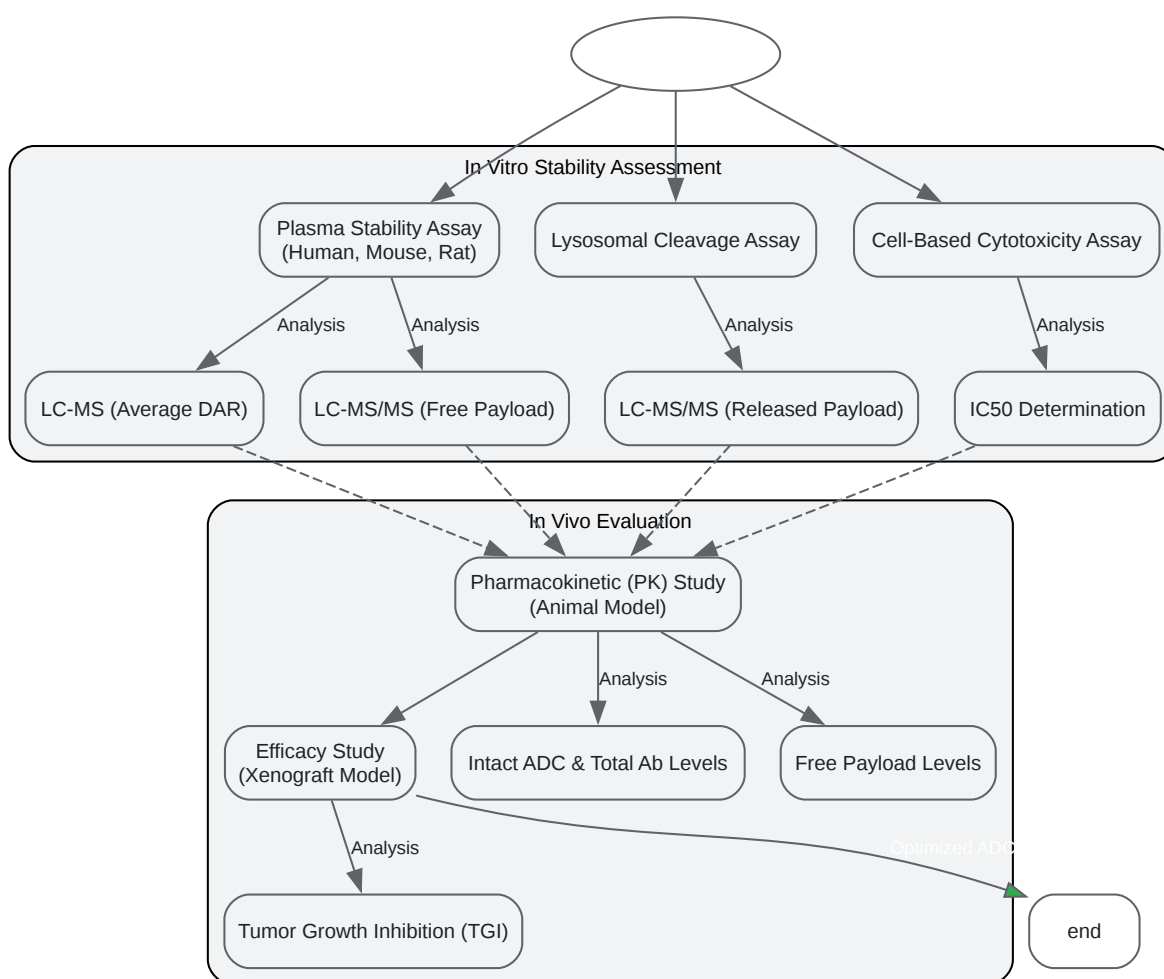 In Vitro Stability Assessment
Plasma Stability Assay
(Human, Mouse, Rat)
Lysosomal Cleavage Assay
Cell-Based Cytotoxicity Assay
Analysis
Analysis
Analysis
Analysis
LC-MS (Average DAR)
LC-MS/MS (Free Payload)
LC-MS/MS (Released Payload)
IC50 Determination
In Vivo Evaluation
Pharmacokinetic (PK) Study
(Animal Model)
Analysis
Analysis
Efficacy Study
(Xenograft Model)
Intact ADC & Total Ab Levels
Free Payload Levels
Analysis
Optimized ADC
Tumor Growth Inhibition (TGI)
end